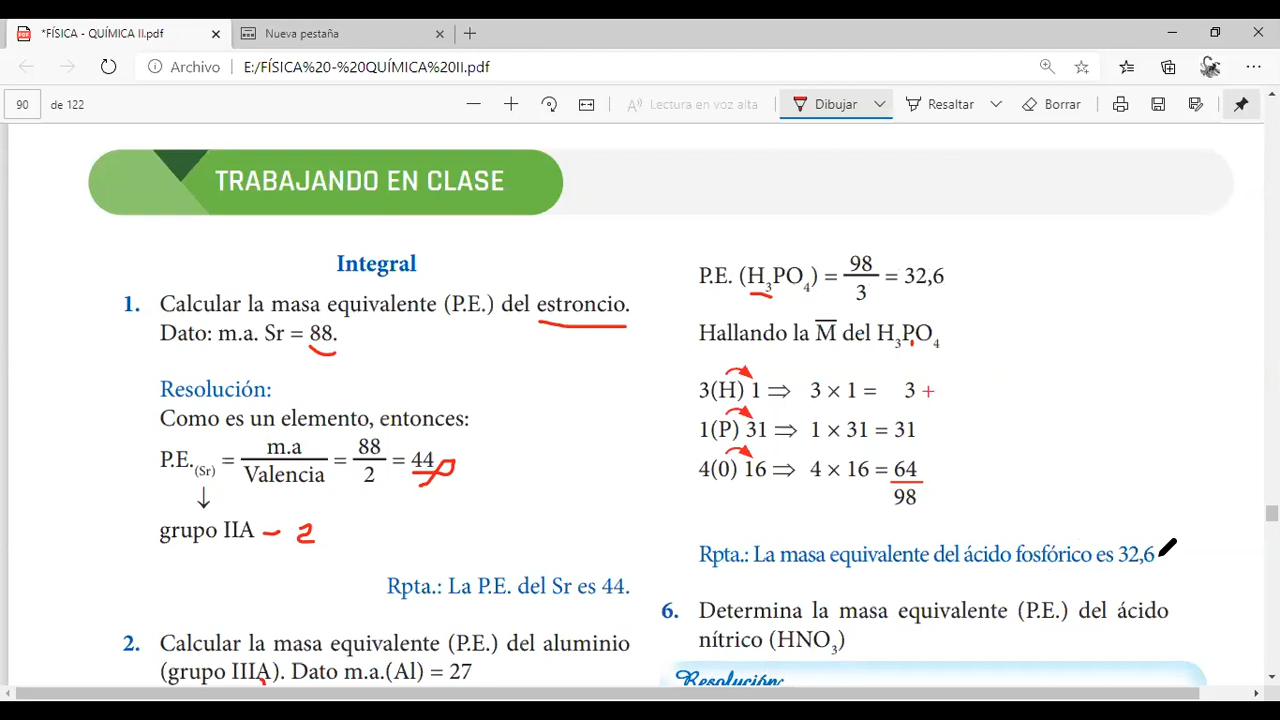 *FÍSICA - QUÍMICA II.pdf
Nueva pestaña
Archivo E:/FÍSICA%20-%20QUÍMICA%20II.pdf
90 de 122 Lectura en voz alta Dibujar Resaltar Borrar
TRABAJANDO EN CLASE
Integral
1. Calcular la masa equivalente (P.E.) del estroncio.
Dato: m.a. Sr = 88.
Resolución:
Como es un elemento, entonces:
P.E.(Sr) = m.a / Valencia = 88 / 2 = 44
↓
grupo IIA - 2
Rpta.: La P.E. del Sr es 44.
2. Calcular la masa equivalente (P.E.) del aluminio
(grupo IIIA). Dato m.a.(Al) = 27
P.E. (H₃PO₄) = 98 / 3 = 32,6
Hallando la M̅ del H₃PO₄
3(H) 1 ⇒ 3 × 1 = 3 +
1(P) 31 ⇒ 1 × 31 = 31
4(0) 16 ⇒ 4 × 16 = 64
98
Rpta.: La masa equivalente del ácido fosfórico es 32,6
6. Determina la masa equivalente (P.E.) del ácido
nítrico (HNO₃)
Resolución: